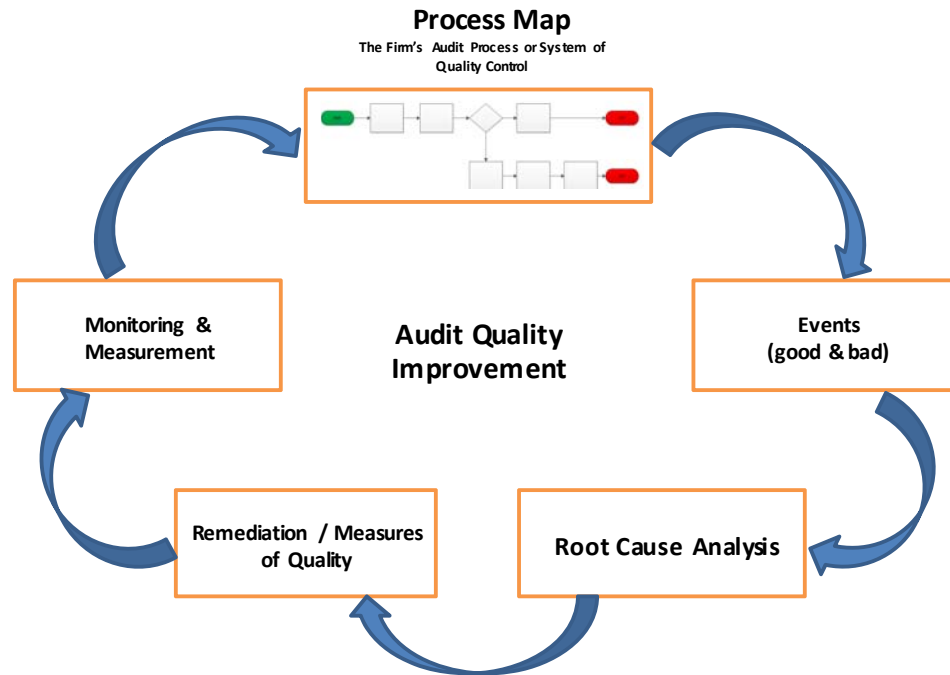 Process Map
The Firm's Audit Process or System of
Quality Control
Events
(good & bad)
Root Cause Analysis
Remediation / Measures
of Quality
Monitoring &
Measurement
Audit Quality
Improvement